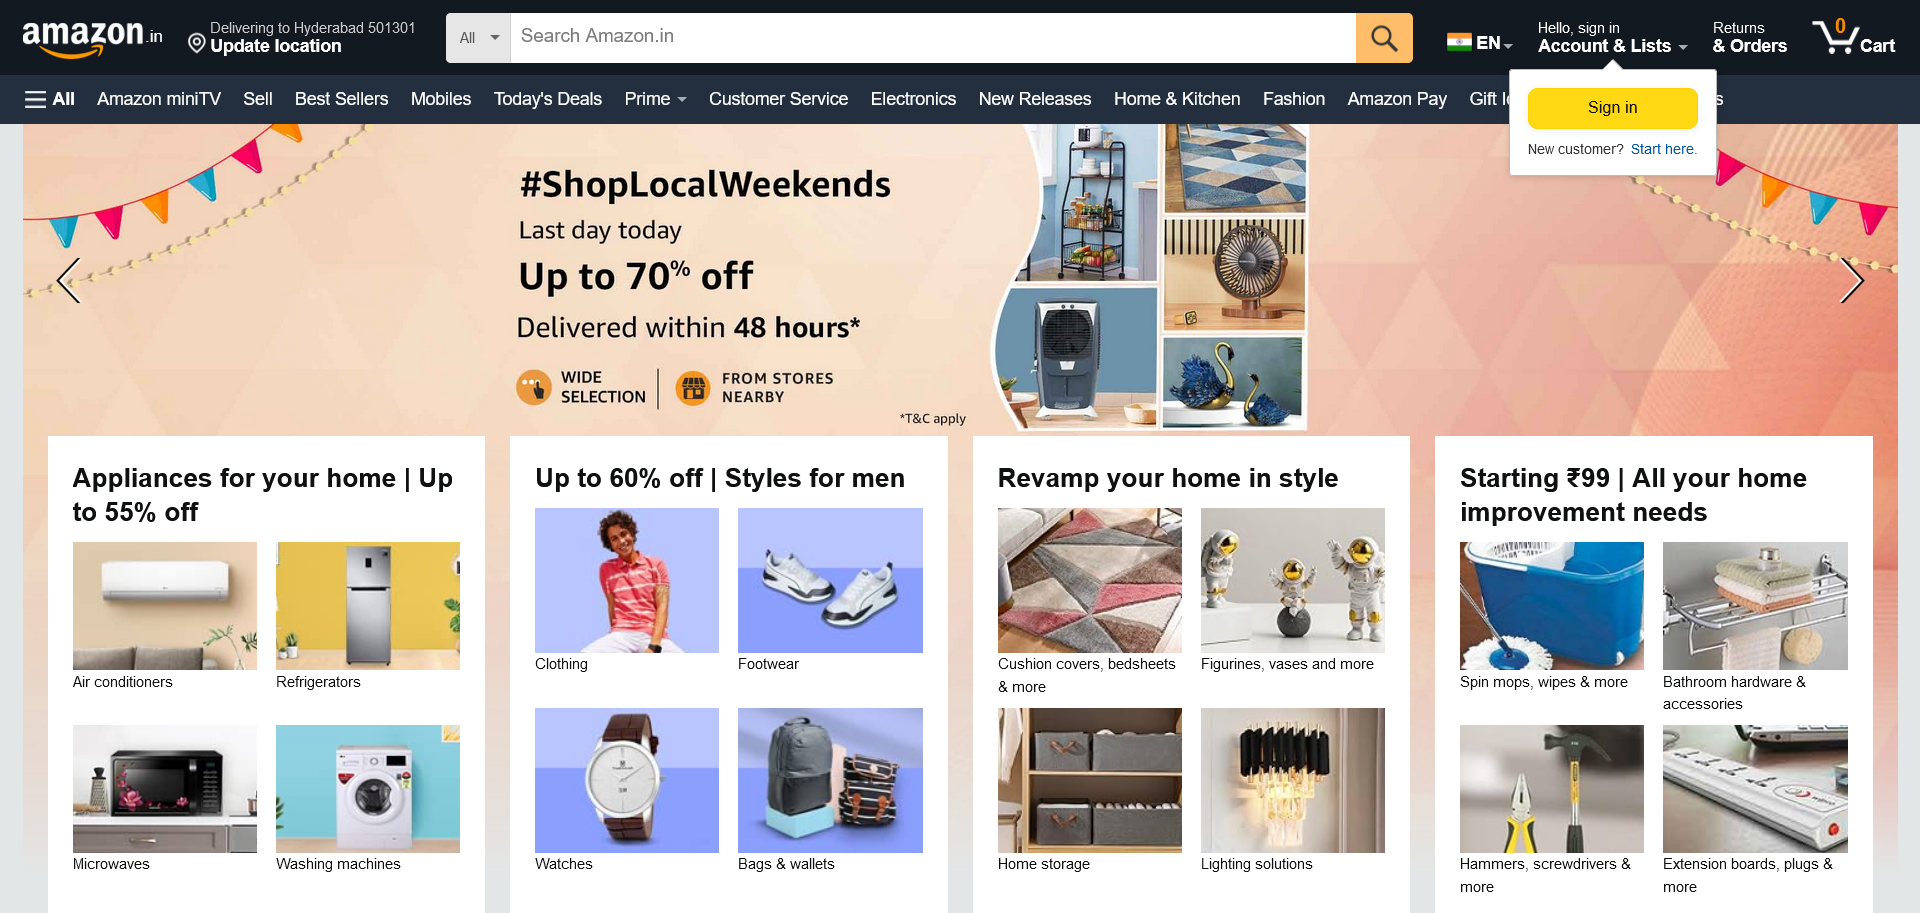 amazon.in
Delivering to Hyderabad 501301
Update location
All
Search Amazon.in
EN
Hello, sign in
Account & Lists
Returns
& Orders
0
Cart
All
Amazon miniTV
Sell
Best Sellers
Mobiles
Today's Deals
Prime
Customer Service
Electronics
New Releases
Home & Kitchen
Fashion
Amazon Pay
Gift
Sign in
New customer? Start here.
#ShopLocalWeekends
Last day today
Up to 70% off
Delivered within 48 hours*
WIDE
SELECTION
FROM STORES
NEARBY
*T&C apply
Appliances for your home | Up
to 55% off
Air conditioners
Refrigerators
Microwaves
Washing machines
Up to 60% off | Styles for men
Clothing
Footwear
Watches
Bags & wallets
Revamp your home in style
Cushion covers, bedsheets
& more
Figurines, vases and more
Home storage
Lighting solutions
Starting ₹99 | All your home
improvement needs
Spin mops, wipes & more
Bathroom hardware &
accessories
Hammers, screwdrivers &
more
Extension boards, plugs &
more